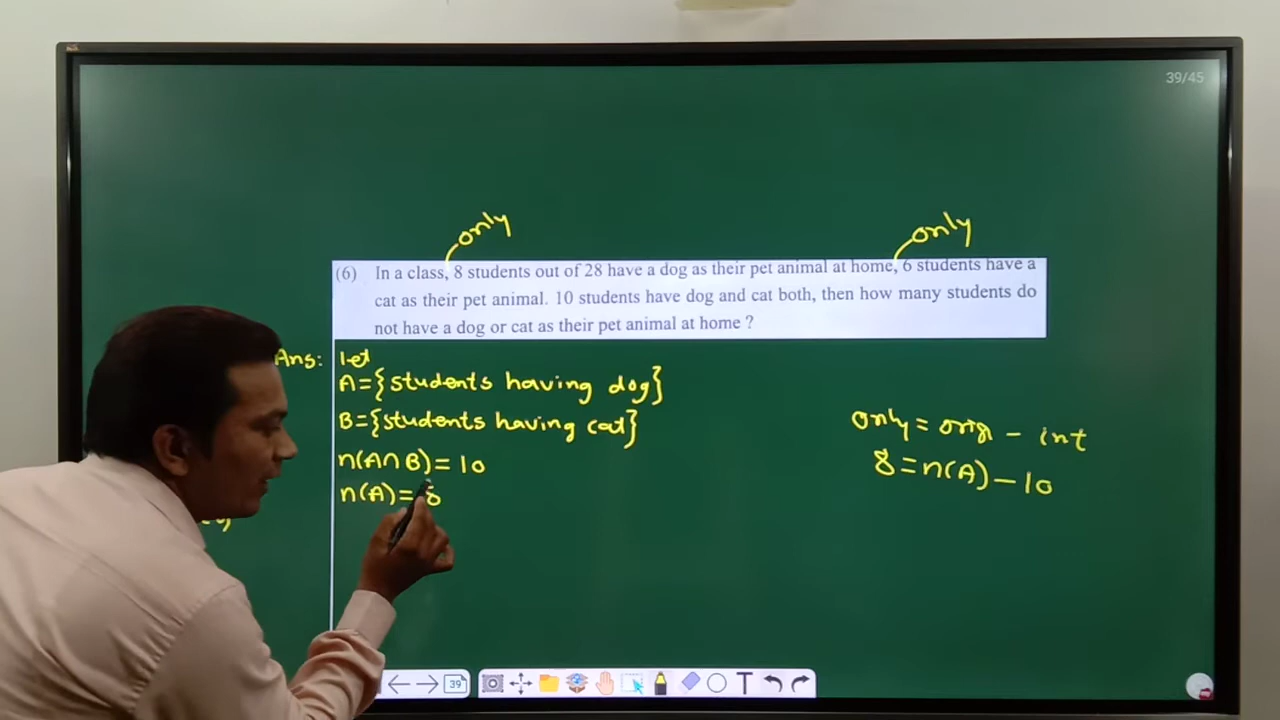 39/45
only
only
(6) In a class, 8 students out of 28 have a dog as their pet animal at home, 6 students have a
cat as their pet animal. 10 students have dog and cat both, then how many students do
not have a dog or cat as their pet animal at home ?
Ans: let
A={students having dog}
B={students having cat}
n(A∩B)=10
n(A)=8
only = orig - int
8=n(A)-10
39
T